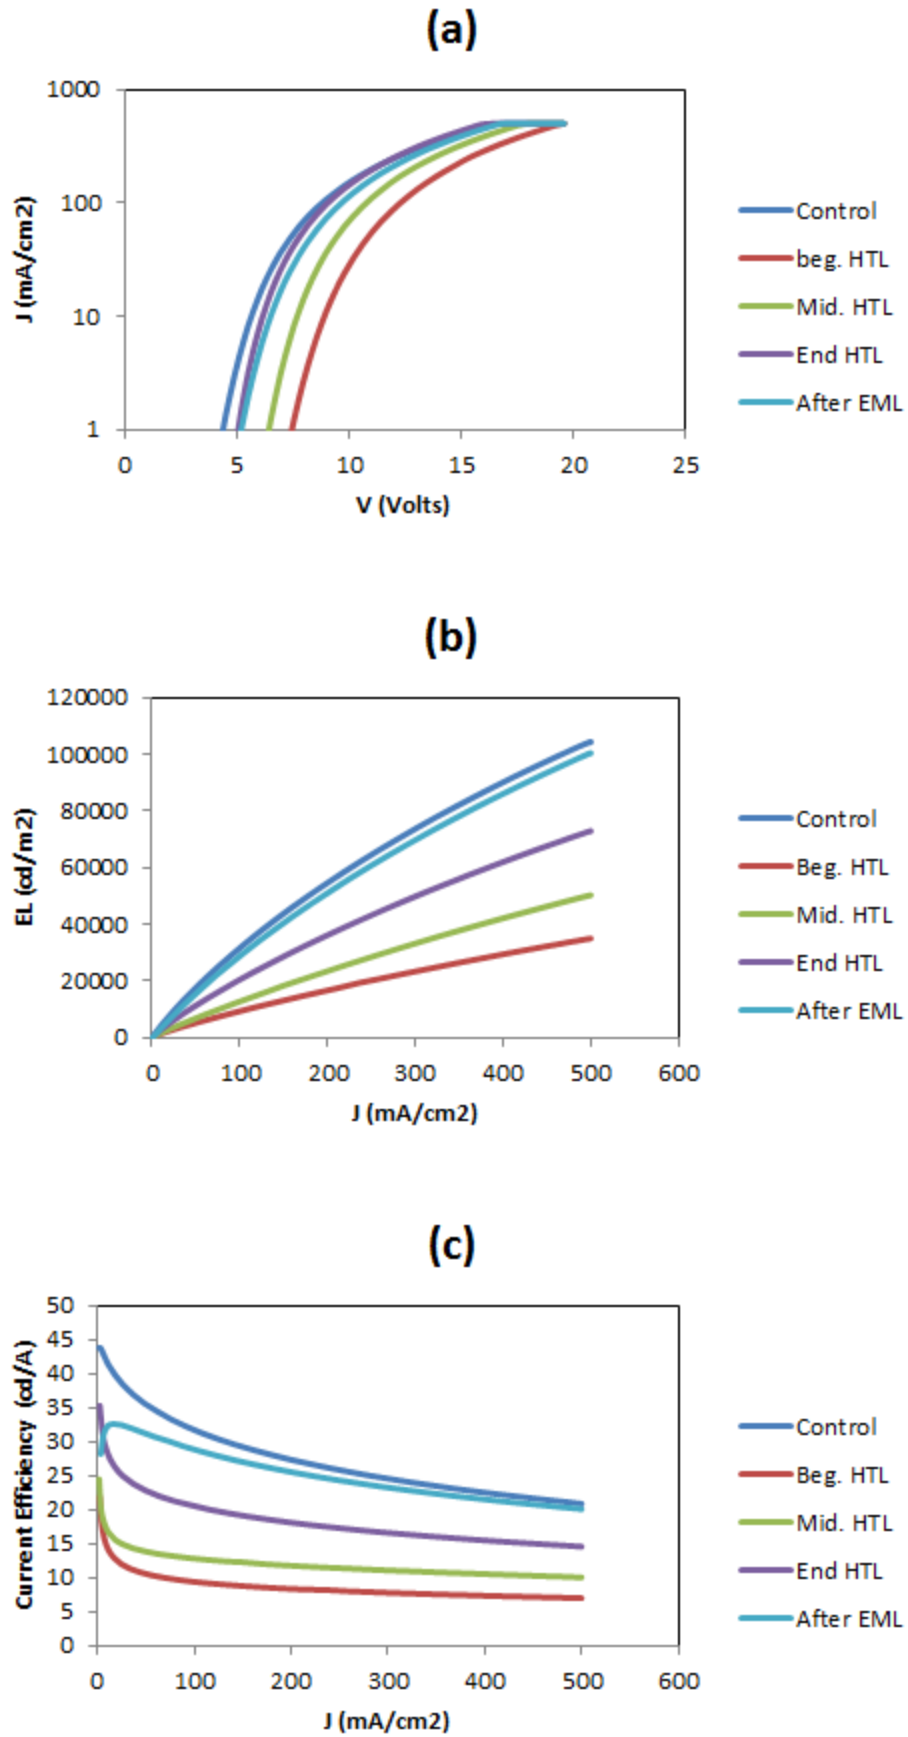 (a)
1000
100
10
1
J (mA/cm2)
0 5 10 15 20 25
V (Volts)
Control
beg. HTL
Mid. HTL
End HTL
After EML
(b)
120000
100000
80000
60000
40000
20000
0
EL (cd/m2)
0 100 200 300 400 500 600
J (mA/cm2)
Control
Beg. HTL
Mid. HTL
End HTL
After EML
(c)
50
45
40
35
30
25
20
15
10
5
0
Current Efficiency (cd/A)
0 100 200 300 400 500 600
J (mA/cm2)
Control
Beg. HTL
Mid. HTL
End HTL
After EML